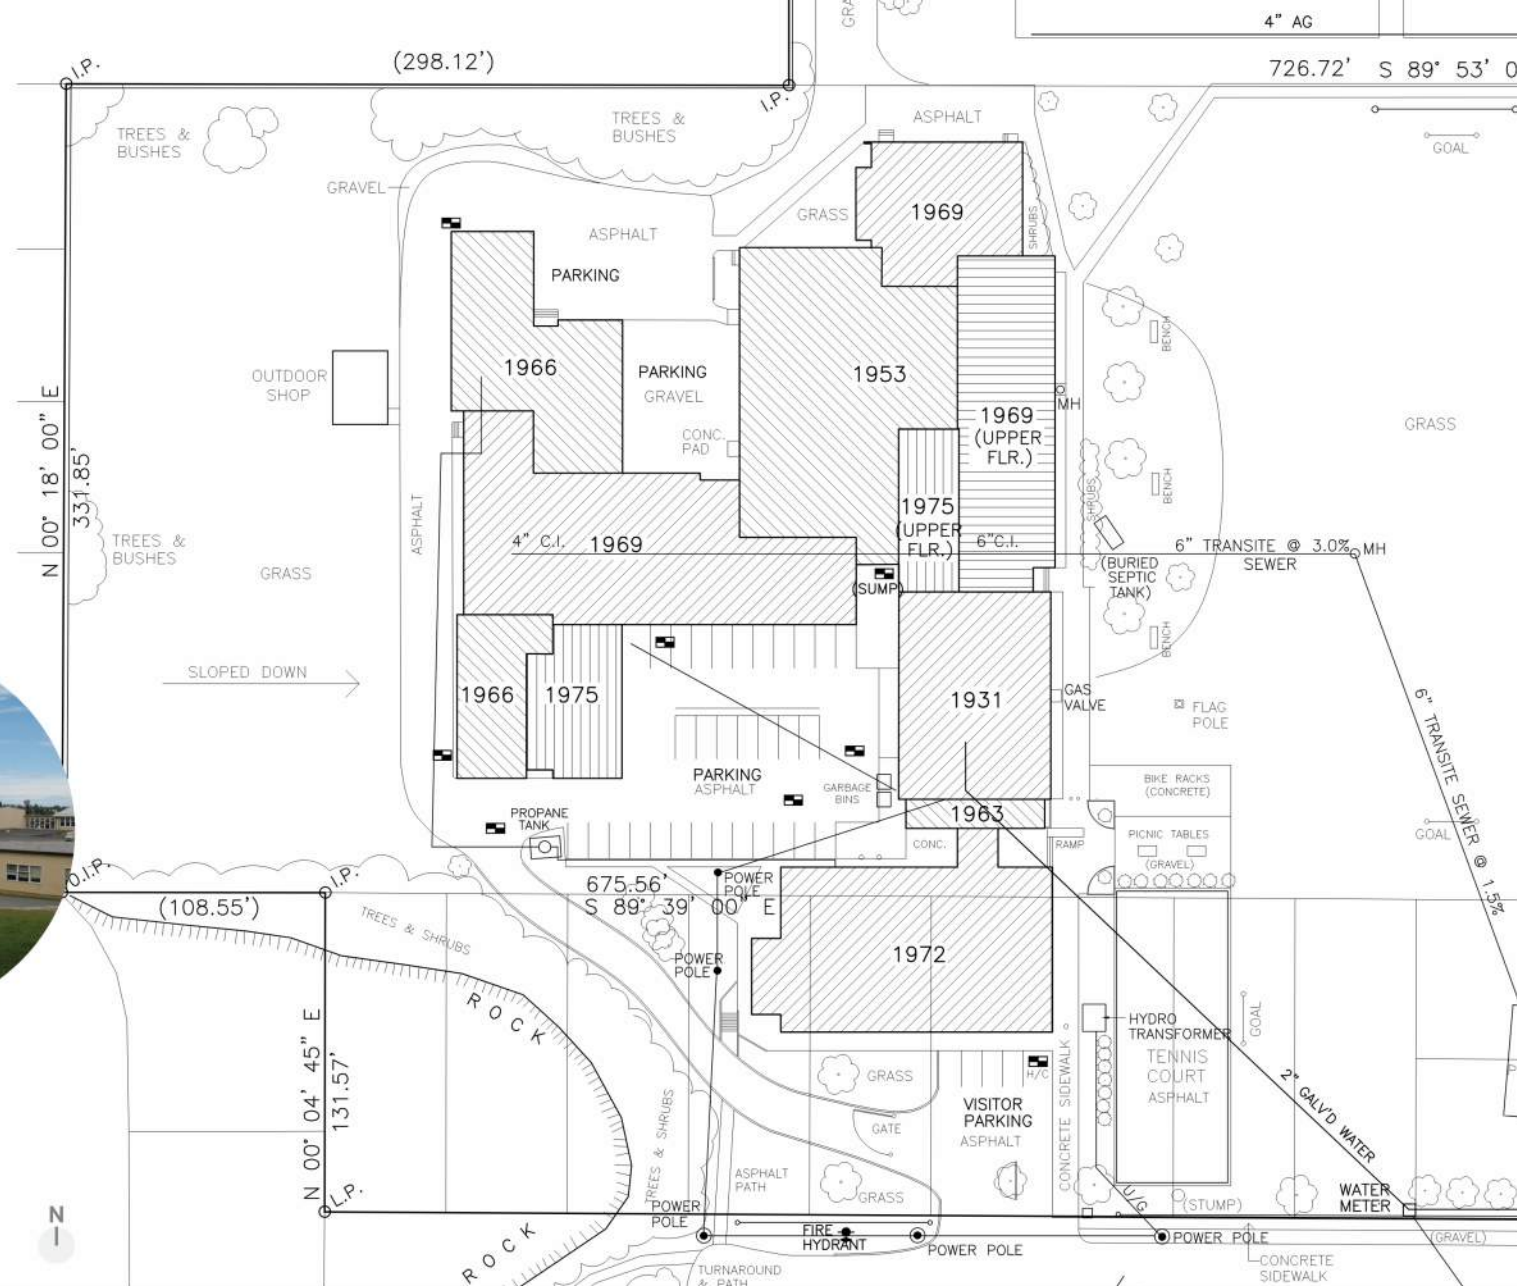 GRA
4" AG
(298.12')
726.72' S 89° 53' 0
I.P.
I.P.
TREES &
BUSHES
TREES &
BUSHES
ASPHALT
GOAL
GRAVEL
GRASS
1969
SHRUBS
ASPHALT
PARKING
BENCH
OUTDOOR
SHOP
1966
PARKING
GRAVEL
1953
MH
1969
(UPPER
FLR.)
GRASS
CONC.
PAD
N 00° 18' 00" E
331.85'
ASPHALT
SHRUBS
BENCH
1975
(UPPER
FLR.)
TREES &
BUSHES
GRASS
4" C.I.
1969
6"C.I.
6" TRANSITE @ 3.0%
SEWER
MH
(BURIED
SEPTIC
TANK)
(SUMP)
BENCH
SLOPED DOWN
1966
1975
1931
GAS
VALVE
FLAG
POLE
6" TRANSITE SEWER @ 1.5%
PARKING
ASPHALT
GARBAGE
BINS
BIKE RACKS
(CONCRETE)
PROPANE
TANK
1963
CONC.
RAMP
PICNIC TABLES
(GRAVEL)
GOAL
O.I.P.
I.P.
(108.55')
675.56'
S 89° 39' 00" E
POWER
POLE
TREES & SHRUBS
POWER
POLE
1972
ROCK
HYDRO
TRANSFORMER
GOAL
TENNIS
COURT
ASPHALT
N 00° 04' 45" E
131.57'
GRASS
H/C
VISITOR
PARKING
ASPHALT
CONCRETE SIDEWALK
2" GALV'D WATER
GATE
TREES & SHRUBS
ASPHALT
PATH
GRASS
U/G
(STUMP)
WATER
METER
L.P.
POWER
POLE
FIRE
HYDRANT
POWER POLE
POWER POLE
(GRAVEL)
N
ROCK
CONCRETE
SIDEWALK
TURNAROUND
& PATH